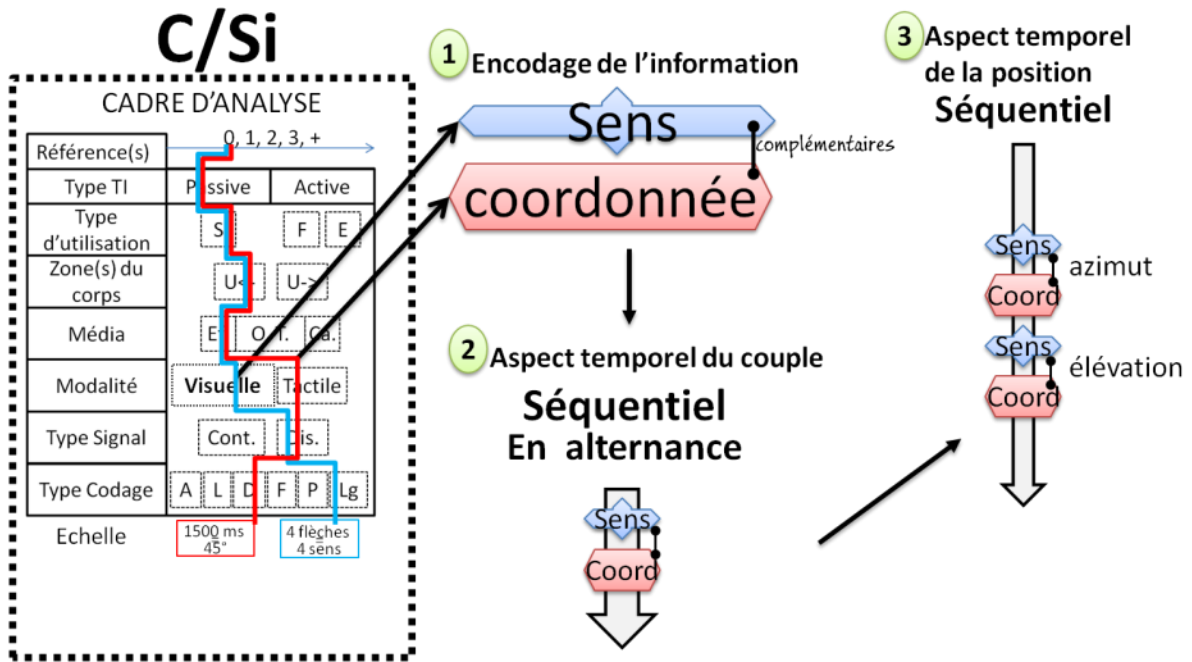 C/Si
CADRE D'ANALYSE
Référence(s)
0, 1, 2, 3, +
Type TI
Passive
Active
Type
d'utilisation
S
F
E
Zone(s) du
corps
U<-
U->
Média
O
T.
Ca.
Modalité
Visuelle
Tactile
Type Signal
Cont.
Dis.
Type Codage
A
L
D
F
P
Lg
Echelle
1500 ms
=
45°
4 flèches
=
4 sens
1
Encodage de l'information
Sens
complémentaires
coordonnée
2
Aspect temporel du couple
Séquentiel
En alternance
Sens
Coord
3
Aspect temporel
de la position
Séquentiel
Sens
azimut
Coord
Sens
élévation
Coord